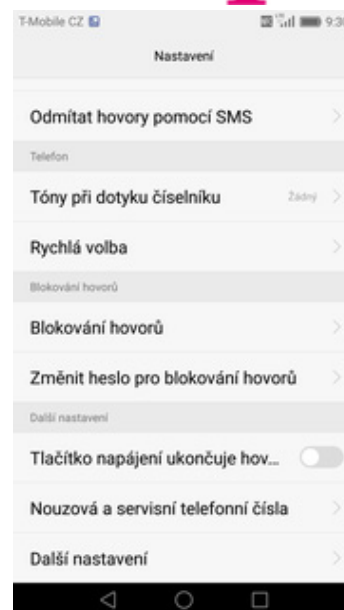 T-Mobile CZ 9:30
Nastavení
Odmítat hovory pomocí SMS
Telefon
Tóny při dotyku číselníku Žádný
Rychlá volba
Blokování hovorů
Blokování hovorů
Změnit heslo pro blokování hovorů
Další nastavení
Tlačítko napájení ukončuje hov...
Nouzová a servisní telefonní čísla
Další nastavení